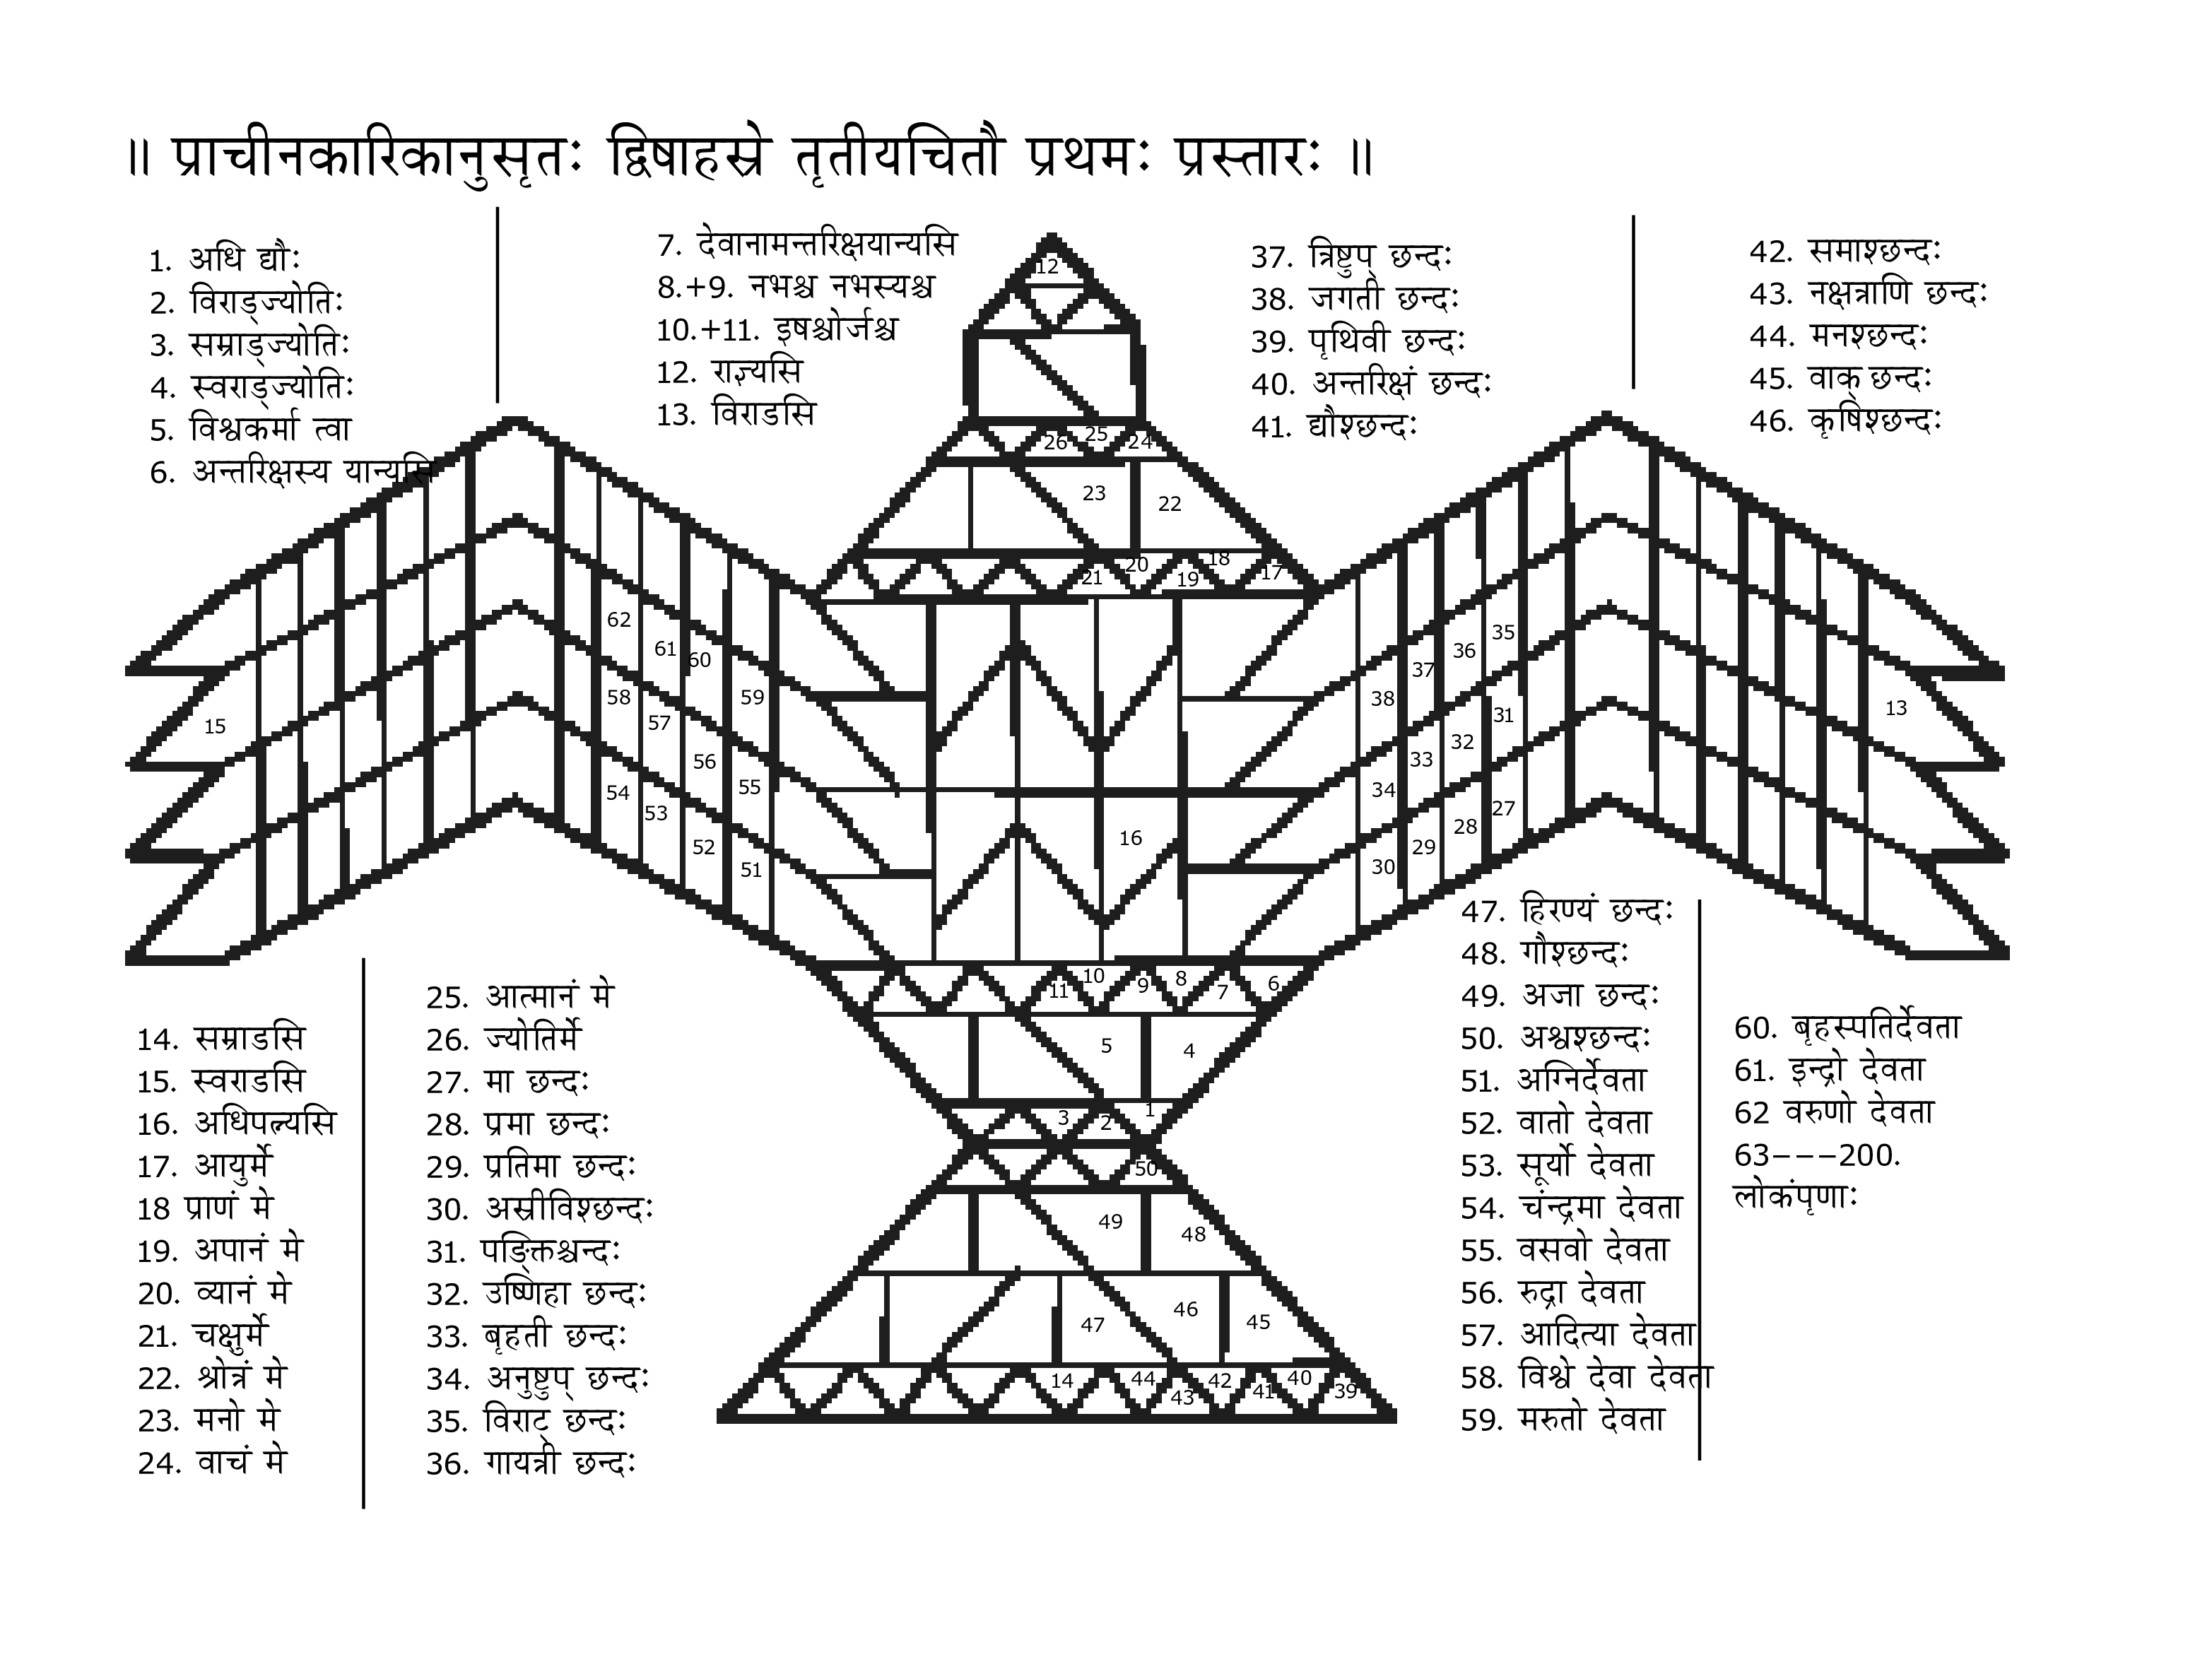 ॥ प्राचीनकारिकानुसृतः द्विषाहस्रे तृतीयचितौ प्रथमः प्रस्तारः ॥
1. अधि द्यौः
2. विराड्ज्योतिः
3. सम्राड्ज्योतिः
4. स्वराड्ज्योतिः
5. विश्वकर्मा त्वा
6. अन्तरिक्षस्य यान्यसि
7. देवानामन्तरिक्षयान्यसि
8.+9. नभश्च नभस्यश्च
10.+11. इषश्चोर्जश्च
12. राज्ञ्यसि
13. विराडसि
37. त्रिष्टुप् छन्दः
38. जगती छन्दः
39. पृथिवी छन्दः
40. अन्तरिक्षं छन्दः
41. द्यौश्छन्दः
42. समाश्छन्दः
43. नक्षत्राणि छन्दः
44. मनश्छन्दः
45. वाक् छन्दः
46. कृषिश्छन्दः
12
26 25 24
23 22
21 20 19 18 17
62 61 60 59
58 57 56 55
54 53 52 51
15
38 37 36 35
34 33 32 31
30 29 28 27
13
16
11 10 9 8 7 6
5 4
3 2 1
50
49 48
47 46 45
14 44 43 42 41 40 39
14. सम्राडसि
15. स्वराडसि
16. अधिपत्न्यसि
17. आयुर्मे
18 प्राणं मे
19. अपानं मे
20. व्यानं मे
21. चक्षुर्मे
22. श्रोत्रं मे
23. मनो मे
24. वाचं मे
25. आत्मानं मे
26. ज्योतिर्मे
27. मा छन्दः
28. प्रमा छन्दः
29. प्रतिमा छन्दः
30. अस्रीविश्छन्दः
31. पङ्क्तिश्चन्दः
32. उष्णिहा छन्दः
33. बृहती छन्दः
34. अनुष्टुप् छन्दः
35. विराट् छन्दः
36. गायत्री छन्दः
47. हिरण्यं छन्दः
48. गौश्छन्दः
49. अजा छन्दः
50. अश्वश्छन्दः
51. अग्निर्देवता
52. वातो देवता
53. सूर्यो देवता
54. चंन्द्रमा देवता
55. वसवो देवता
56. रुद्रा देवता
57. आदित्या देवता
58. विश्वे देवा देवता
59. मरुतो देवता
60. बृहस्पतिर्देवता
61. इन्द्रो देवता
62 वरुणो देवता
63---200.
लोकंपृणाः